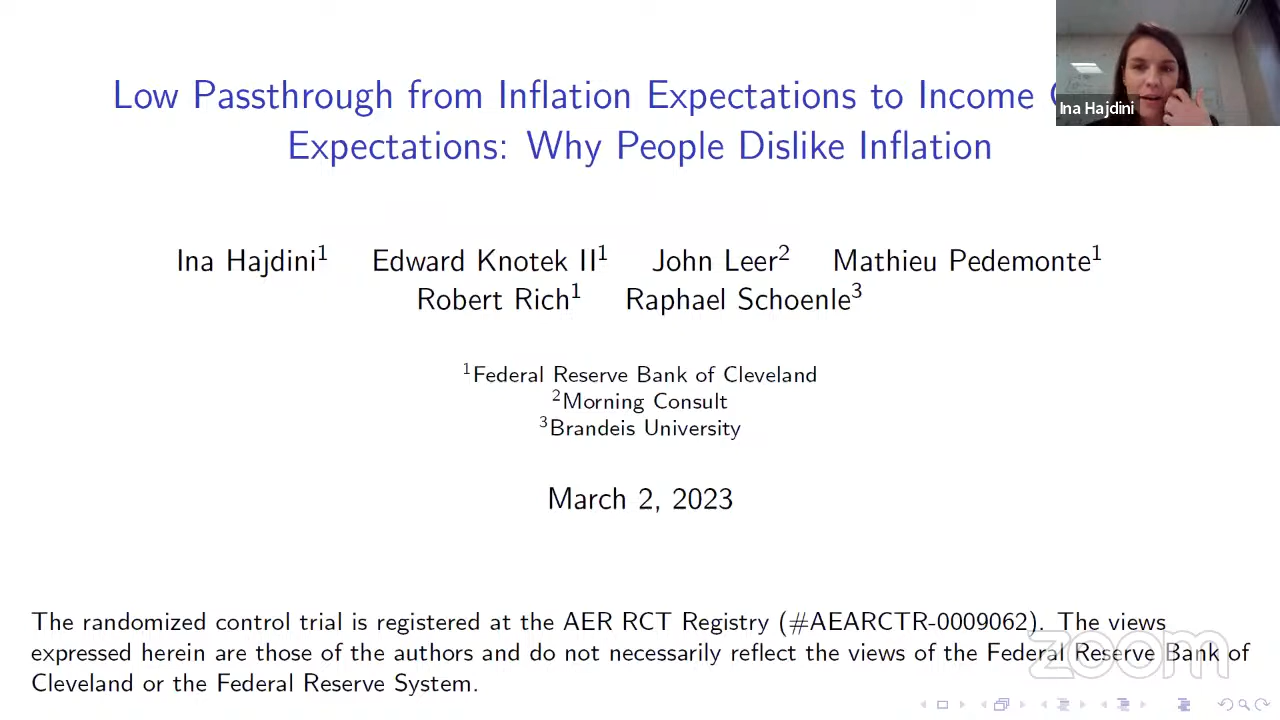 Low Passthrough from Inflation Expectations to Income
Expectations: Why People Dislike Inflation
Ina Hajdini
Ina Hajdini¹ Edward Knotek II¹ John Leer² Mathieu Pedemonte¹
Robert Rich¹ Raphael Schoenle³
¹Federal Reserve Bank of Cleveland
²Morning Consult
³Brandeis University
March 2, 2023
The randomized control trial is registered at the AER RCT Registry (#AEARCTR-0009062). The views
expressed herein are those of the authors and do not necessarily reflect the views of the Federal Reserve Bank of
Cleveland or the Federal Reserve System.
zoom